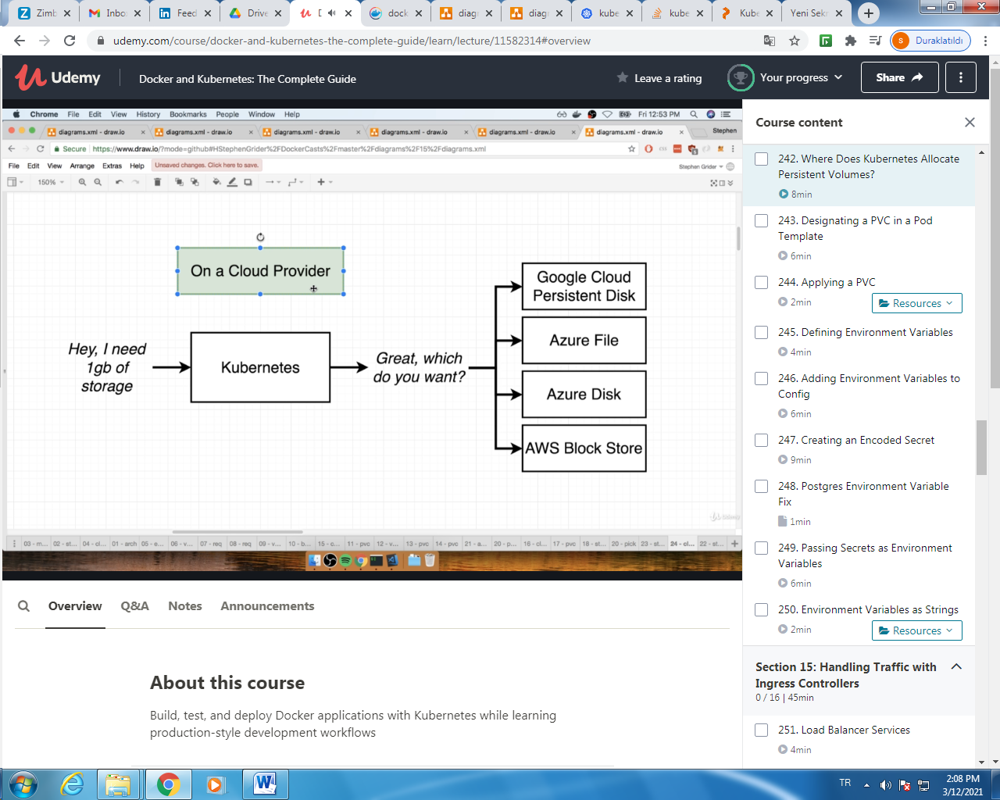 Zimb
Inbo
Feed
Drive
dock
diagr
diagr
kube
kube
Kube
Yeni Sekr
udemy.com/course/docker-and-kubernetes-the-complete-guide/learn/lecture/11582314#overview
S
Duraklatıldı
Udemy
Docker and Kubernetes: The Complete Guide
Leave a rating
Your progress
Share
Chrome File Edit View History Bookmarks People Window Help
Fri 12:53 PM
diagrams.xml - draw.io
diagrams.xml - draw.io
diagrams.xml - draw.io
diagrams.xml - draw.io
diagrams.xml - draw.io
diagrams.xml - draw.io
Stephen
Secure https://www.draw.io/?mode=github#HStephenGrider%2FDockerCasts%2Fmaster%2Fdiagrams%2F15%2Fdiagrams.xml
File Edit View Arrange Extras Help
Unsaved changes. Click here to save.
Stephen Grider
150%
On a Cloud Provider
Hey, I need
1gb of
storage
Kubernetes
Great, which
do you want?
Google Cloud
Persistent Disk
Azure File
Azure Disk
AWS Block Store
Udemy
03 - m... 02 - st... 04 - cl... 01 - arch 05 - e... 06 - v... 07 - req 08 - req 09 - v... 10 - b... 15 - c... 11 - pvc 12 - v... 13 - pvc 14 - pvc 21 - a... 20 - p... 16 - cl... 17 - pvc 18 - st... 20 - pick 23 - st... 24 - cl... 22 - st...
Overview
Q&A
Notes
Announcements
About this course
Build, test, and deploy Docker applications with Kubernetes while learning
production-style development workflows
Course content
242. Where Does Kubernetes Allocate
Persistent Volumes?
8min
243. Designating a PVC in a Pod
Template
6min
244. Applying a PVC
2min
Resources
245. Defining Environment Variables
4min
246. Adding Environment Variables to
Config
6min
247. Creating an Encoded Secret
9min
248. Postgres Environment Variable
Fix
1min
249. Passing Secrets as Environment
Variables
6min
250. Environment Variables as Strings
2min
Resources
Section 15: Handling Traffic with
Ingress Controllers
0 / 16 | 45min
251. Load Balancer Services
4min
TR
2:08 PM
3/12/2021